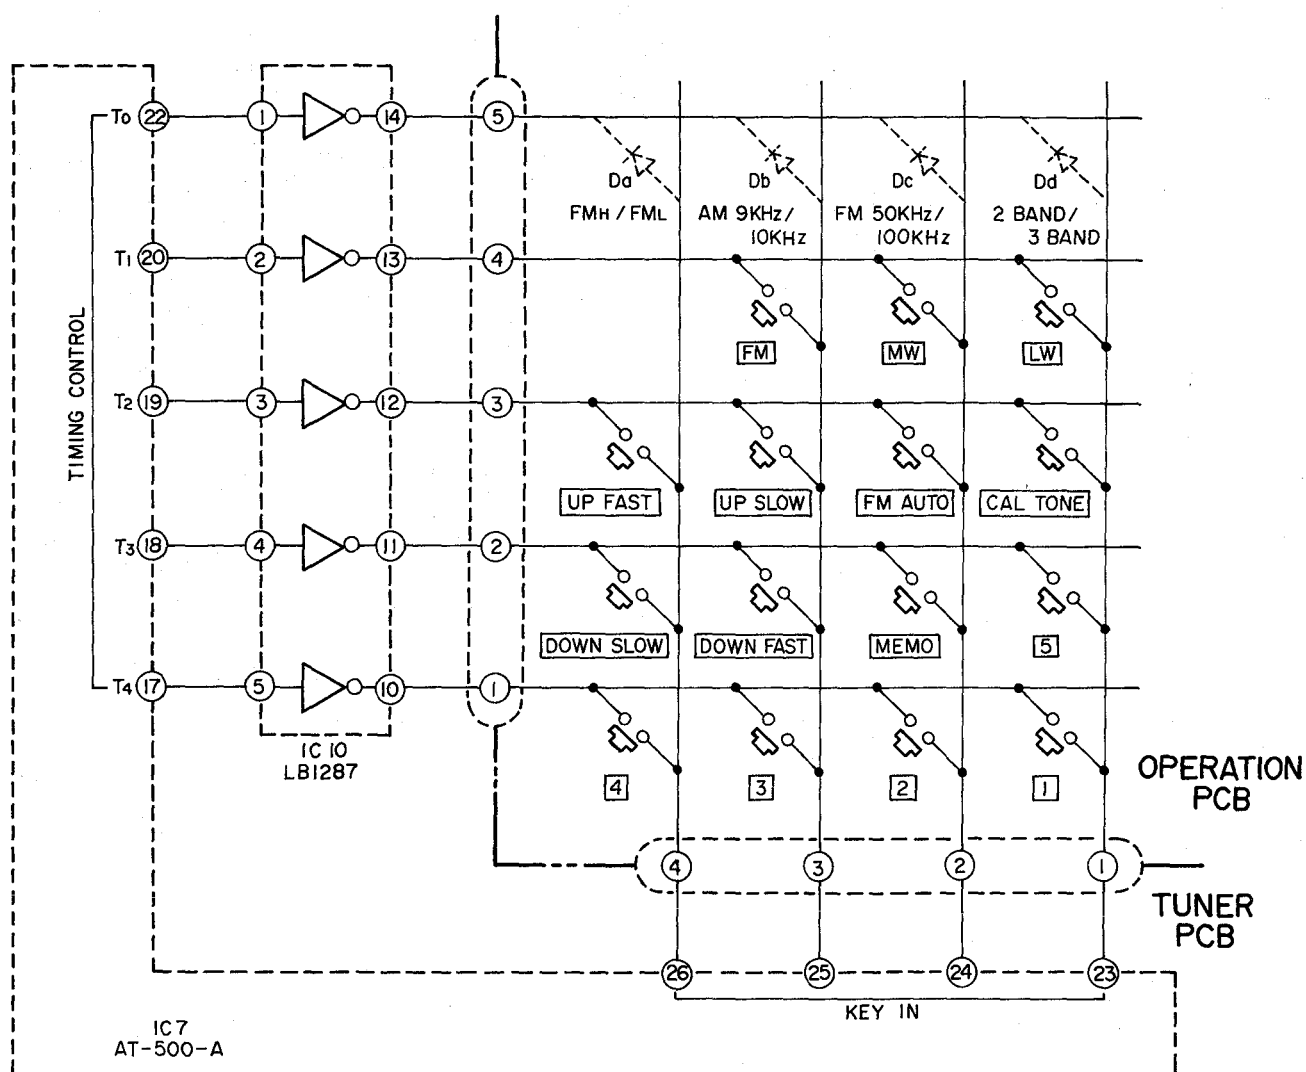 T0 22 1 14 5
Da Db Dc Dd
FMH / FML
AM 9KHz/
10KHz
FM 50KHz/
100KHz
2 BAND/
3 BAND
T1 20 2 13 4
FM MW LW
TIMING CONTROL
T2 19 3 12 3
UP FAST UP SLOW FM AUTO CAL TONE
T3 18 4 11 2
DOWN SLOW DOWN FAST MEMO 5
T4 17 5 10 1
IC 10
LB1287
4 3 2 1
OPERATION
PCB
4 3 2 1
TUNER
PCB
26 25 24 23
KEY IN
IC7
AT-500-A